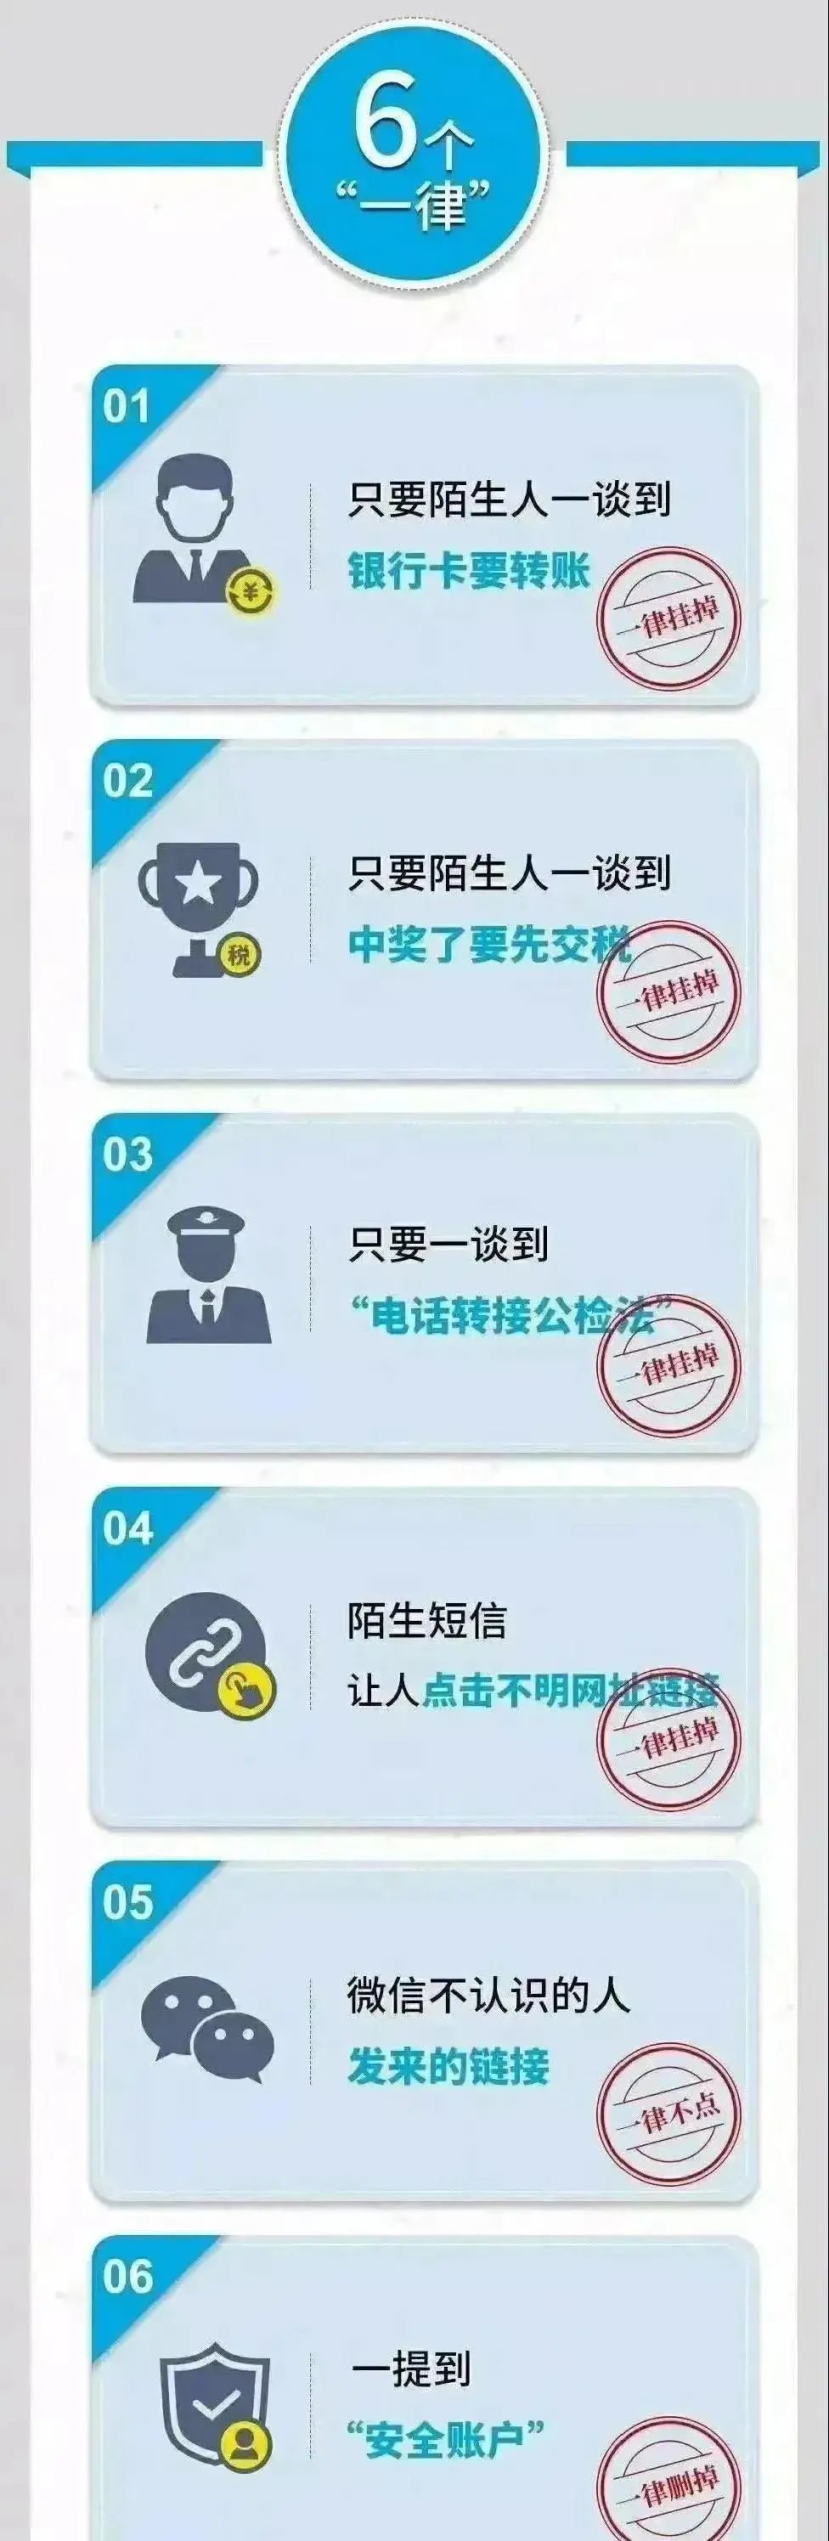 6个
“一律”
01
只要陌生人一谈到
银行卡要转账
¥
一律挂掉
02
只要陌生人一谈到
中奖了要先交税
税
一律挂掉
03
只要一谈到
“电话转接公检法”
一律挂掉
04
陌生短信
让人点击不明网址链接
一律挂掉
05
微信不认识的人
发来的链接
一律不点
06
一提到
“安全账户”
一律删掉